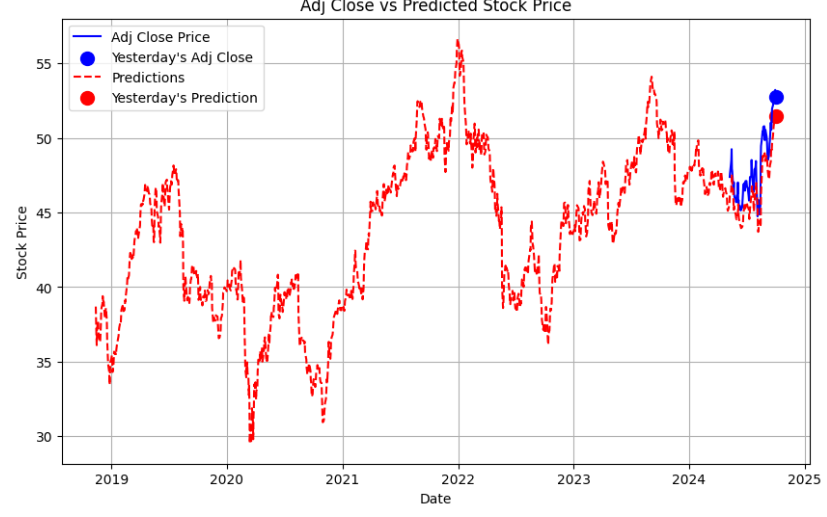 Adj Close vs Predicted Stock Price
Adj Close Price
Yesterday's Adj Close
Predictions
Yesterday's Prediction
55
50
45
40
35
30
Stock Price
2019 2020 2021 2022 2023 2024 2025
Date